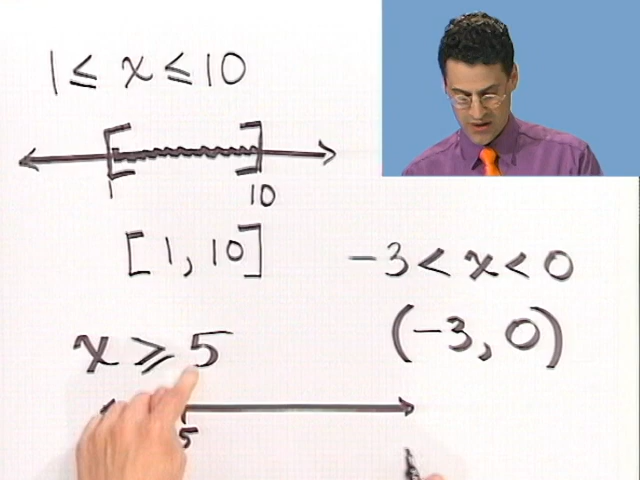 1 ≤ x ≤ 10
[ ]
1 10
[1, 10]
-3 < x < 0
(-3, 0)
x ≥ 5
5